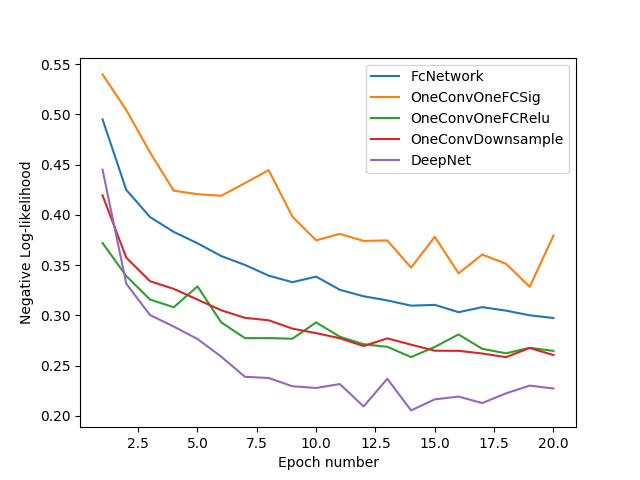 0.55
0.50
0.45
0.40
0.35
0.30
0.25
0.20
Negative Log-likelihood
FcNetwork
OneConvOneFCSig
OneConvOneFCRelu
OneConvDownsample
DeepNet
2.5 5.0 7.5 10.0 12.5 15.0 17.5 20.0
Epoch number